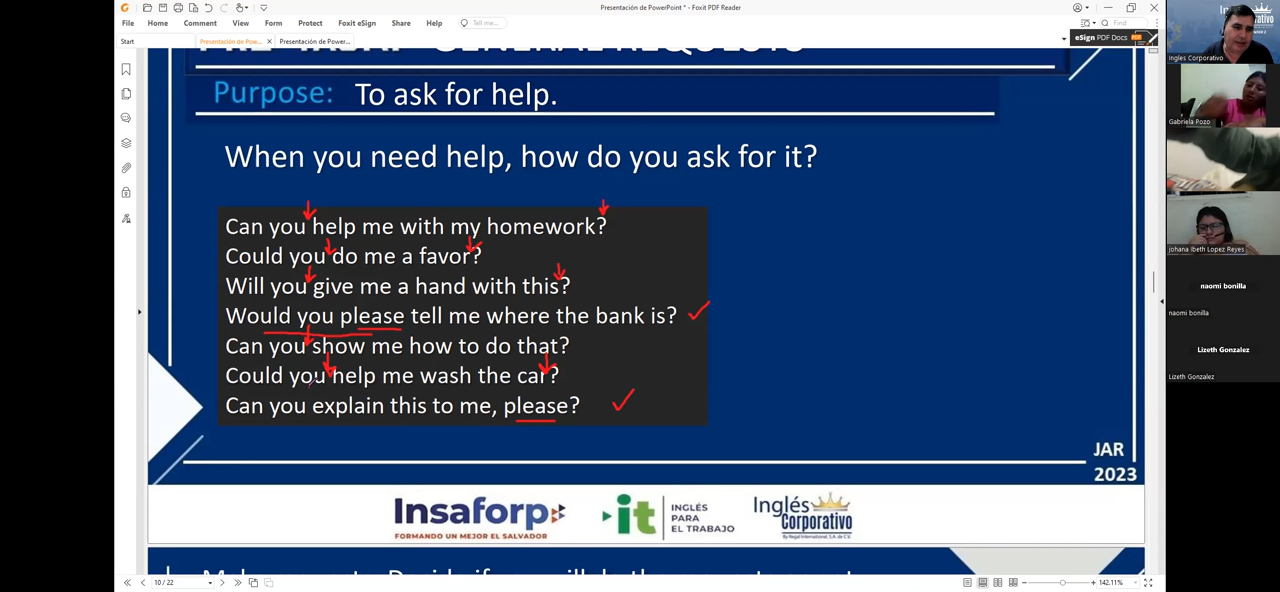 Presentación de PowerPoint * - Foxit PDF Reader
File Home Comment View Form Protect Foxit eSign Share Help Tell me... Find
Start Presentación de Pow... Presentación de Power... eSign PDF Docs
GENERAL REQUESTS
Purpose: To ask for help.
When you need help, how do you ask for it?
Can you help me with my homework?
Could you do me a favor?
Will you give me a hand with this?
Would you please tell me where the bank is?
Can you show me how to do that?
Could you help me wash the car?
Can you explain this to me, please?
JAR
2023
Insaforp
FORMANDO UN MEJOR EL SALVADOR
it INGLÉS
PARA
EL TRABAJO
Inglés
Corporativo
By Regal International, S.A. de C.V.
10 / 22
142.11%
Inglés
Corporativo
Ingles Corporativo
Gabriela Pozo
johana Ibeth Lopez Reyes
naomi bonilla
naomi bonilla
Lizeth Gonzalez
Lizeth Gonzalez